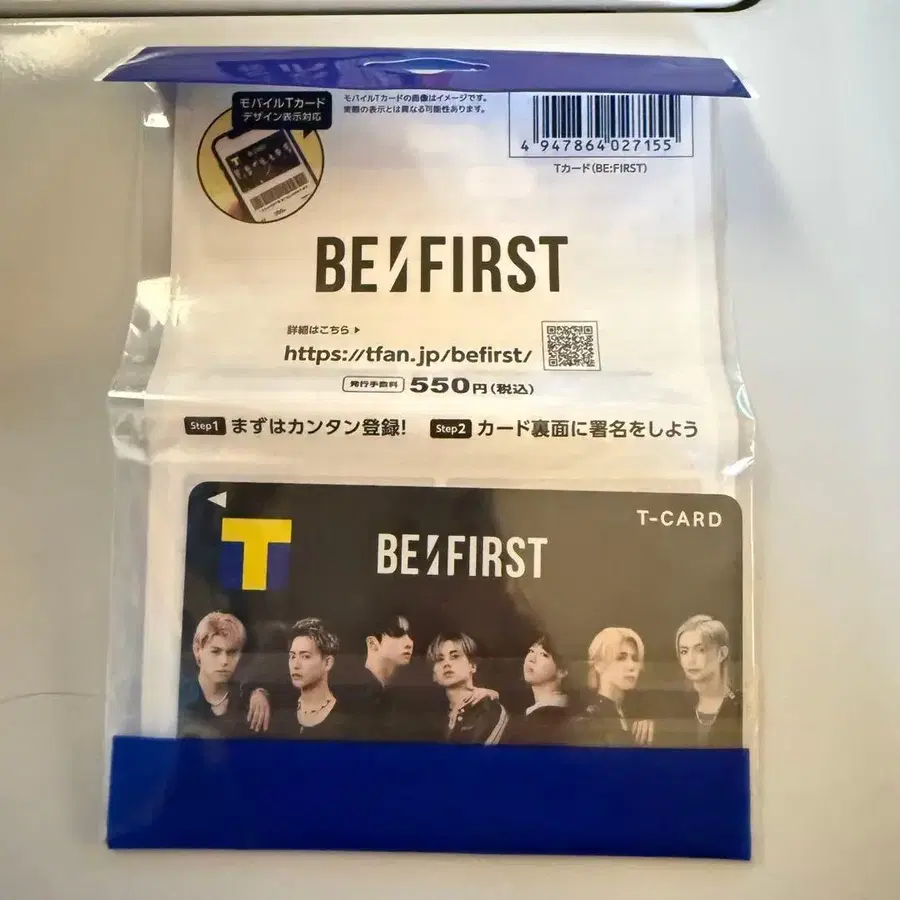 モバイルTカード
デザイン表示対応
モバイルTカードの画像はイメージです。
実際の表示とは異なる可能性あります。
4 947864 027155
Tカード(BE:FIRST)
BE:FIRST
詳細はこちら▶
https://tfan.jp/befirst/
発行手数料 550円(税込)
Step1 まずはカンタン登録! Step2 カード裏面に署名をしよう
T-CARD
T
BE:FIRST